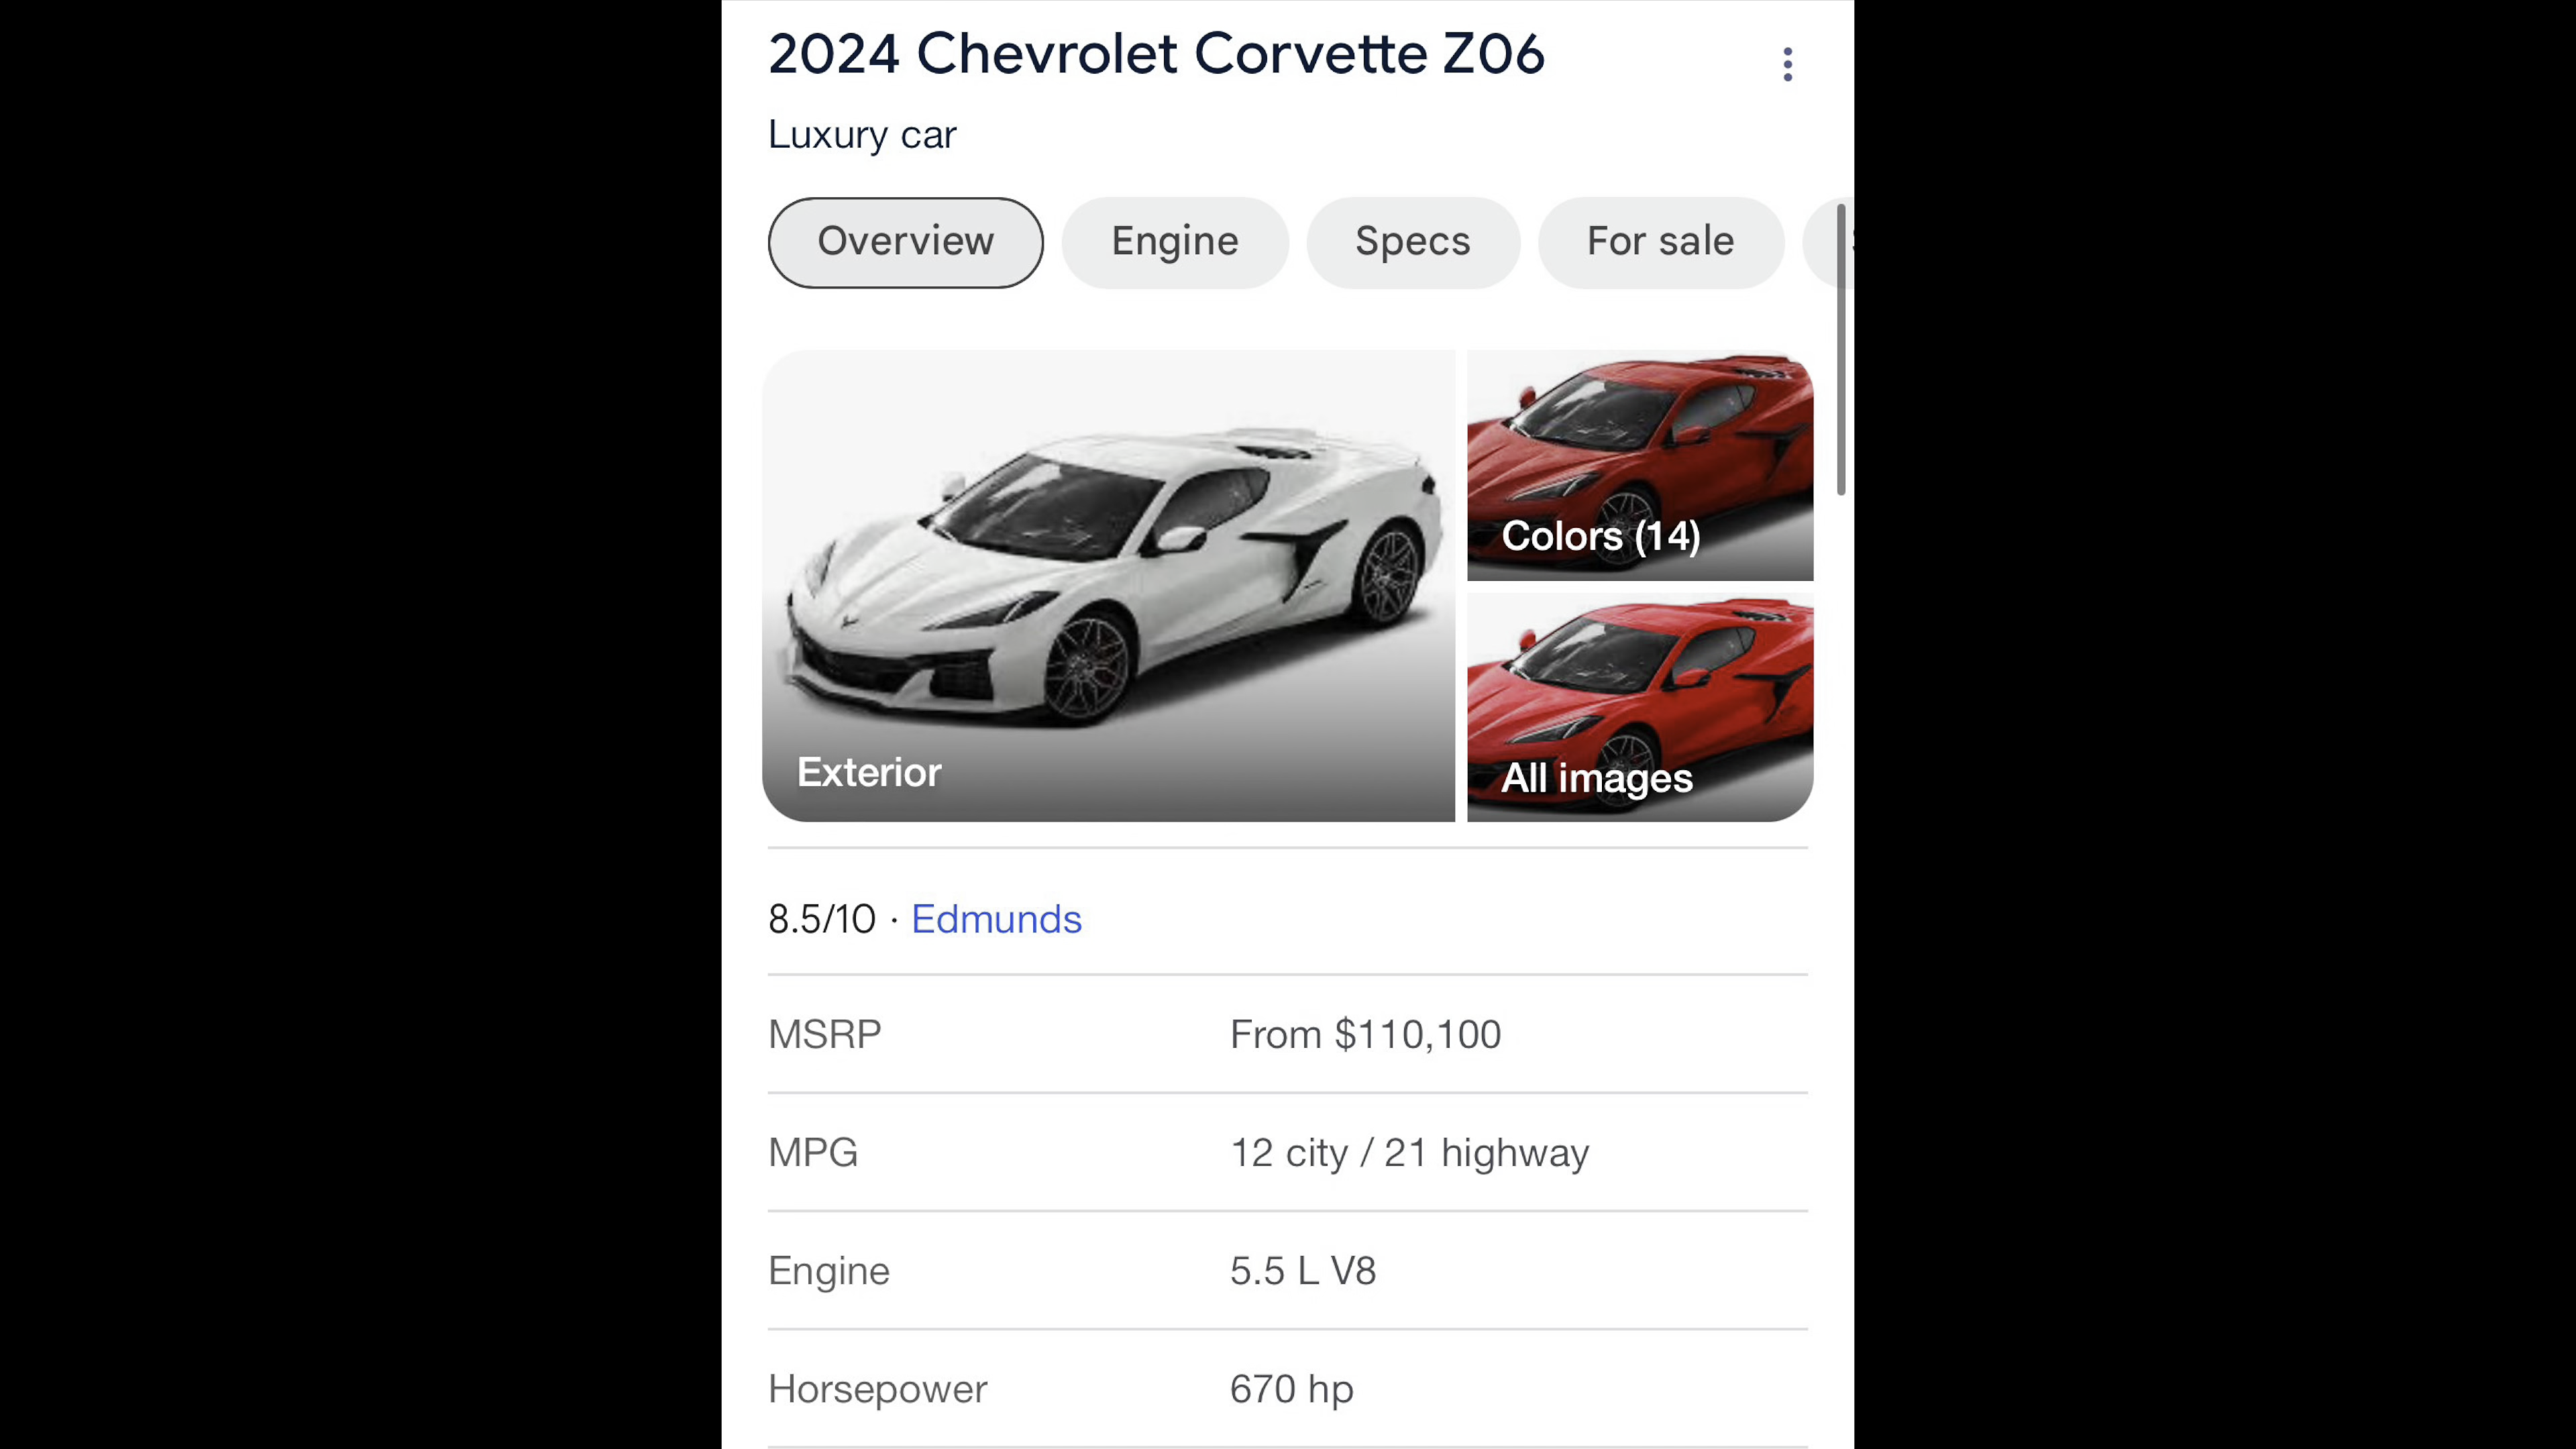 2024 Chevrolet Corvette Z06
Luxury car
Overview
Engine
Specs
For sale
Exterior
Colors (14)
All images
8.5/10 · Edmunds
MSRP From $110,100
MPG 12 city / 21 highway
Engine 5.5 L V8
Horsepower 670 hp